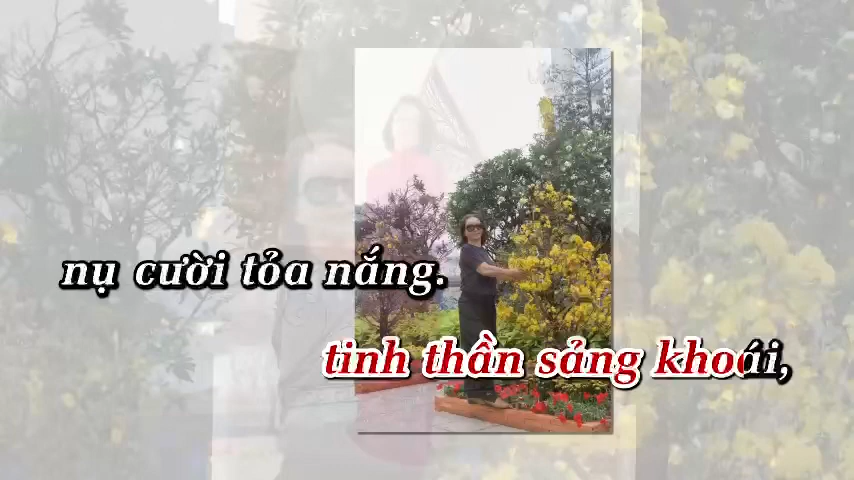 nụ cười tỏa nắng.
tinh thần sảng khoái,